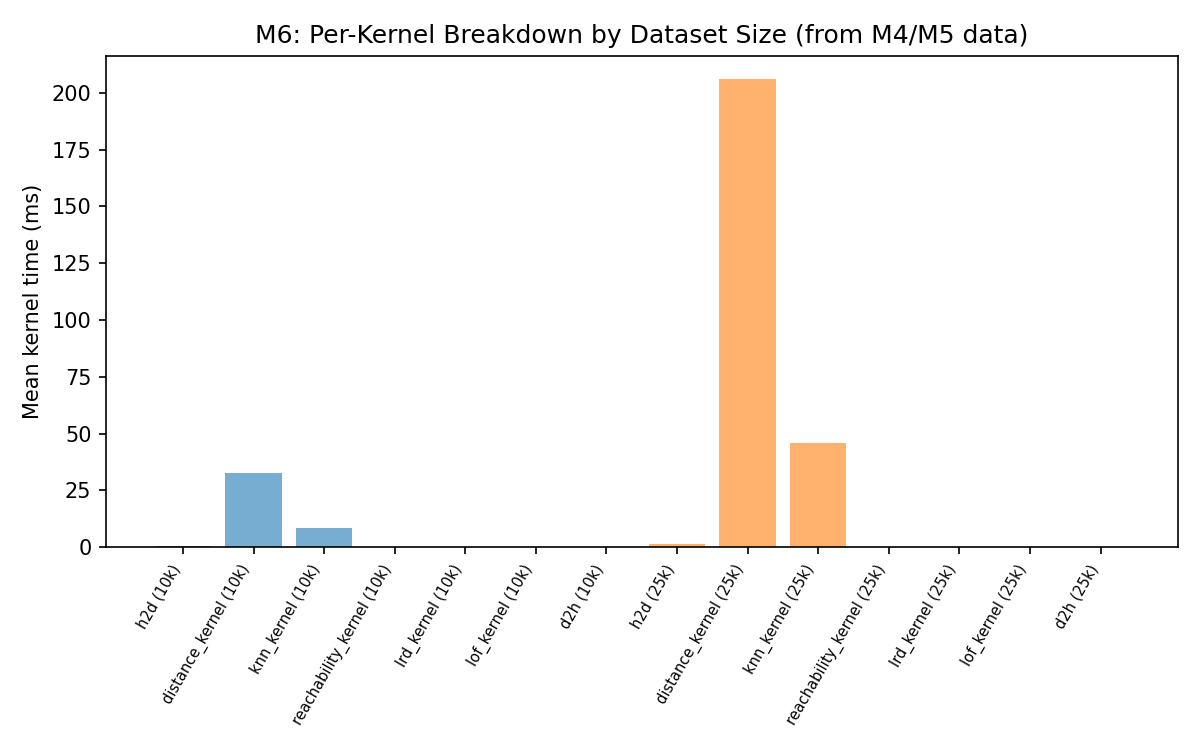 M6: Per-Kernel Breakdown by Dataset Size (from M4/M5 data)
Mean kernel time (ms)
200
175
150
125
100
75
50
25
0
h2d (10k)
distance_kernel (10k)
knn_kernel (10k)
reachability_kernel (10k)
lrd_kernel (10k)
lof_kernel (10k)
d2h (10k)
h2d (25k)
distance_kernel (25k)
knn_kernel (25k)
reachability_kernel (25k)
lrd_kernel (25k)
lof_kernel (25k)
d2h (25k)